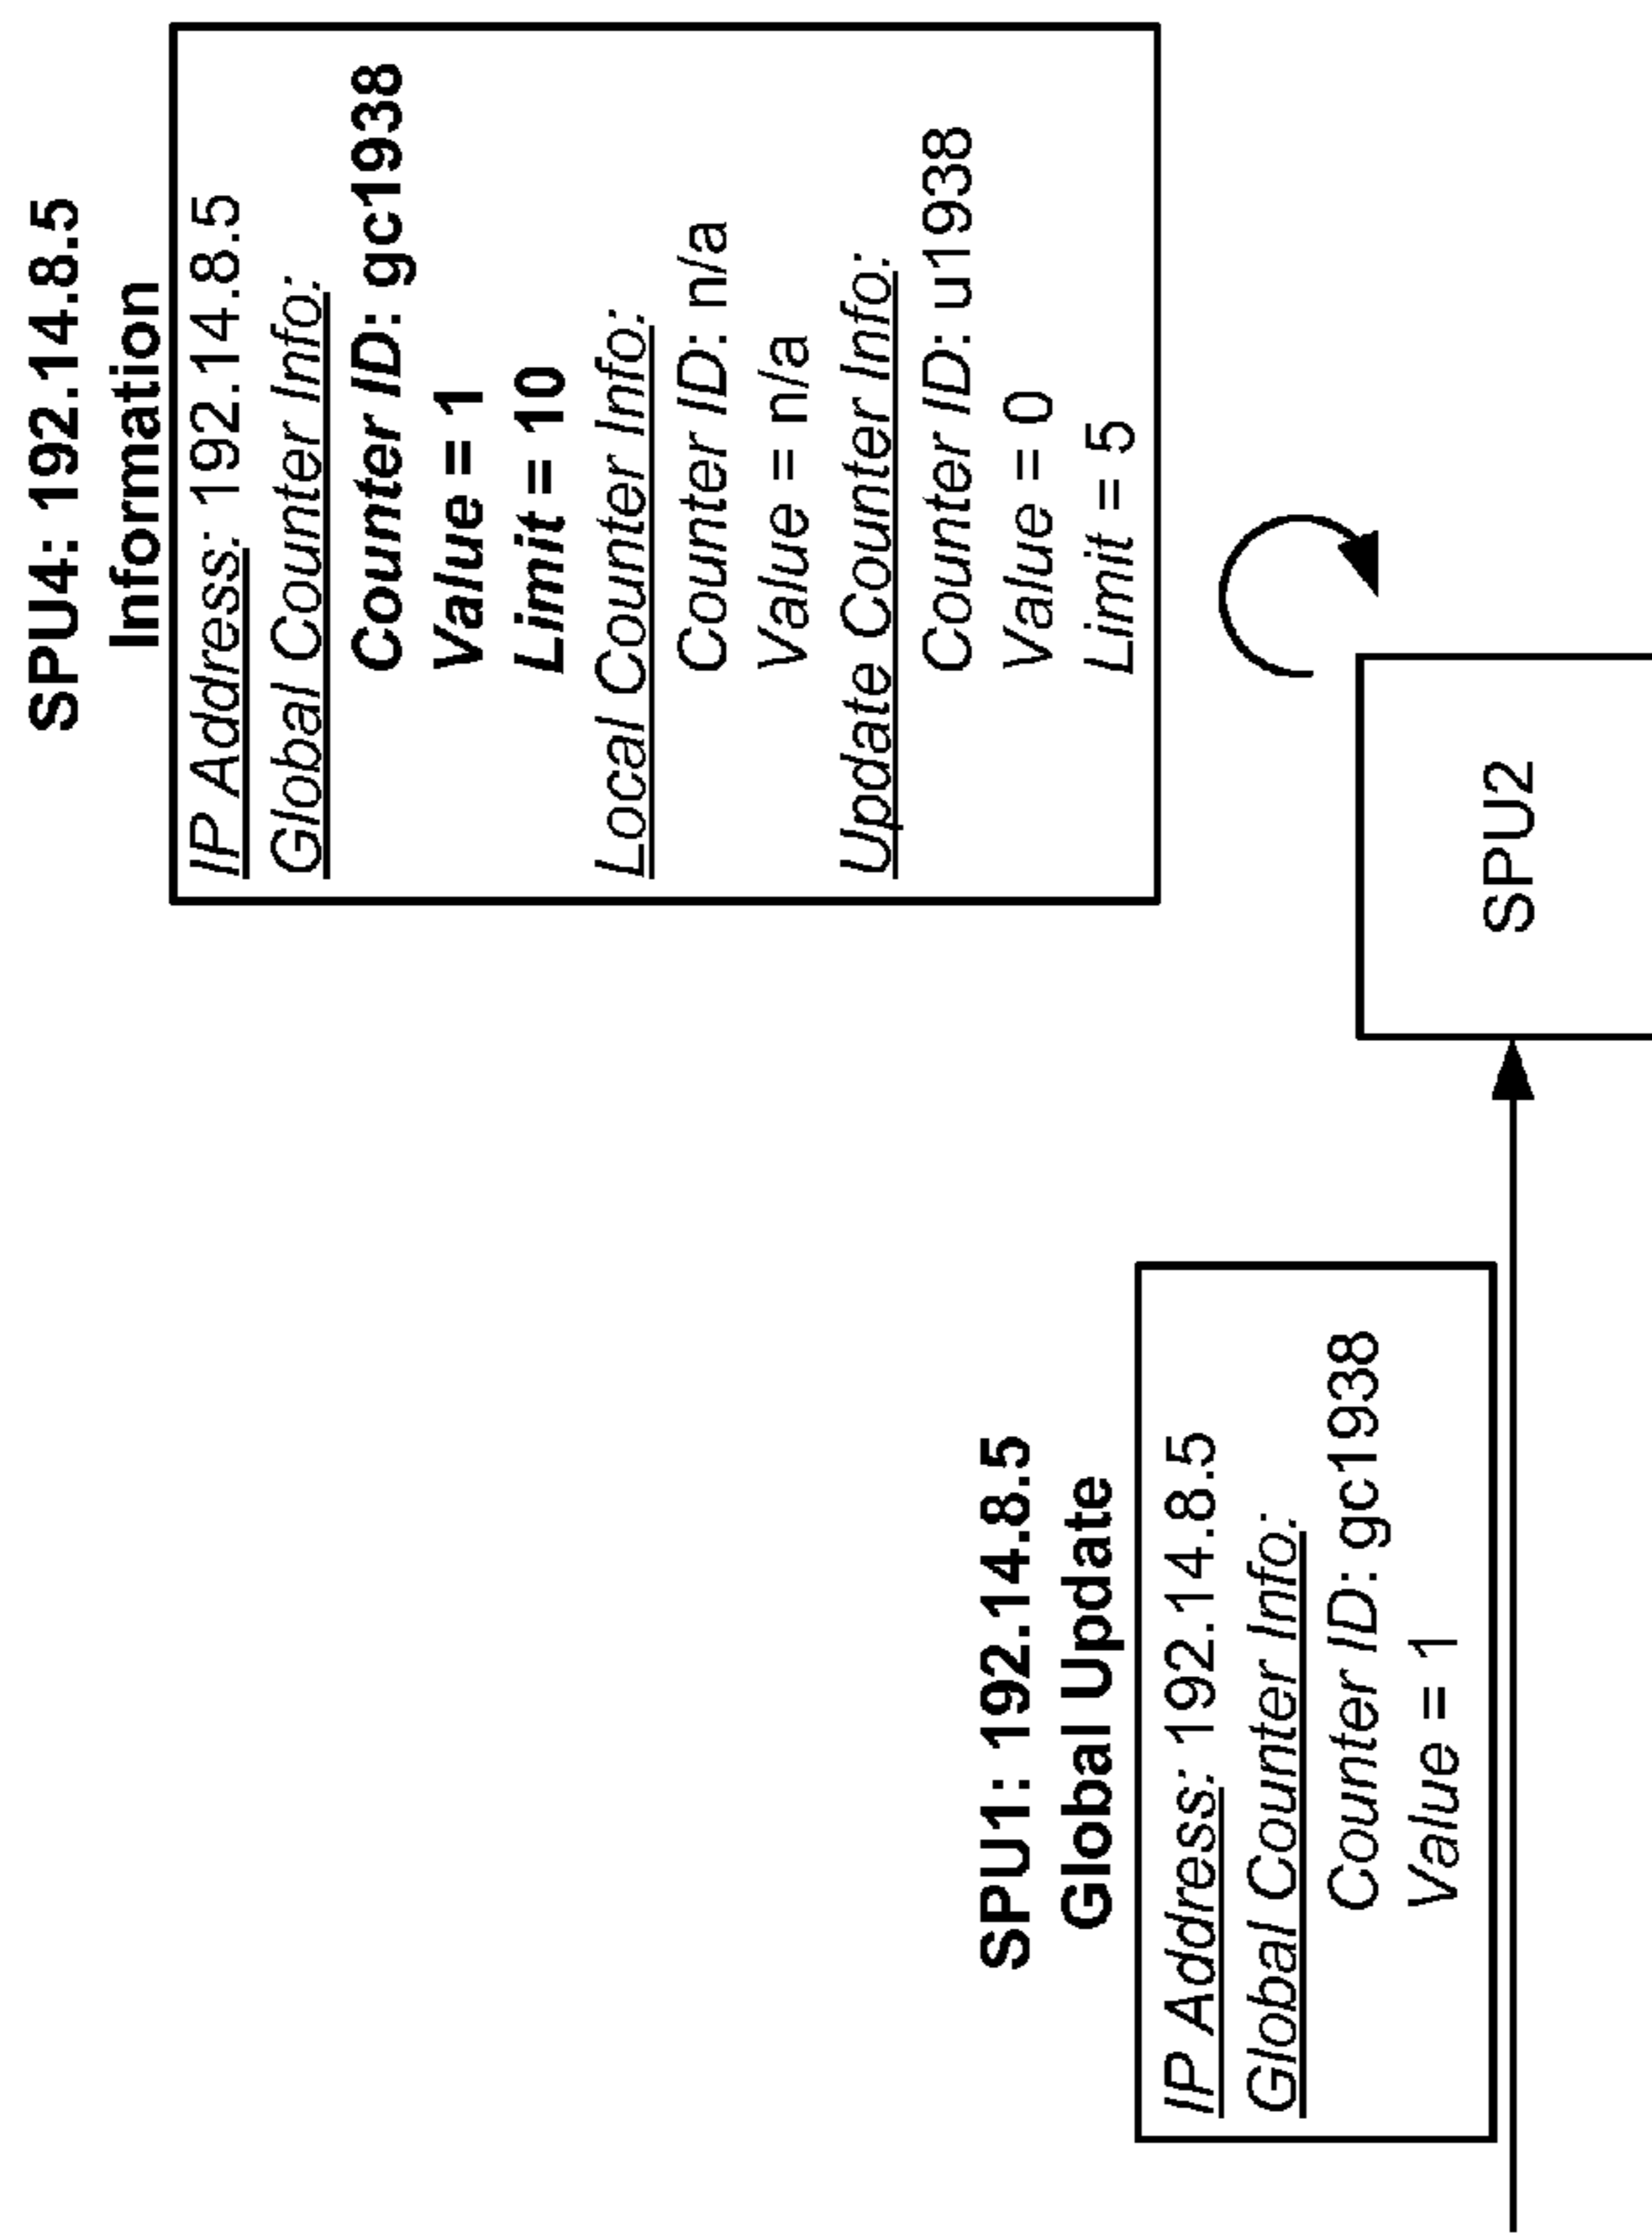 SPU4: 192.14.8.5
Information
IP Address: 192.14.8.5
Global Counter Info:
Counter ID: gc1938
Value = 1
Limit = 10
Local Counter Info:
Counter ID: n/a
Value = n/a
Update Counter Info:
Counter ID: u1938
Value = 0
Limit = 5
SPU1: 192.14.8.5
Global Update
IP Address: 192.14.8.5
Global Counter Info:
Counter ID: gc1938
Value = 1
SPU2